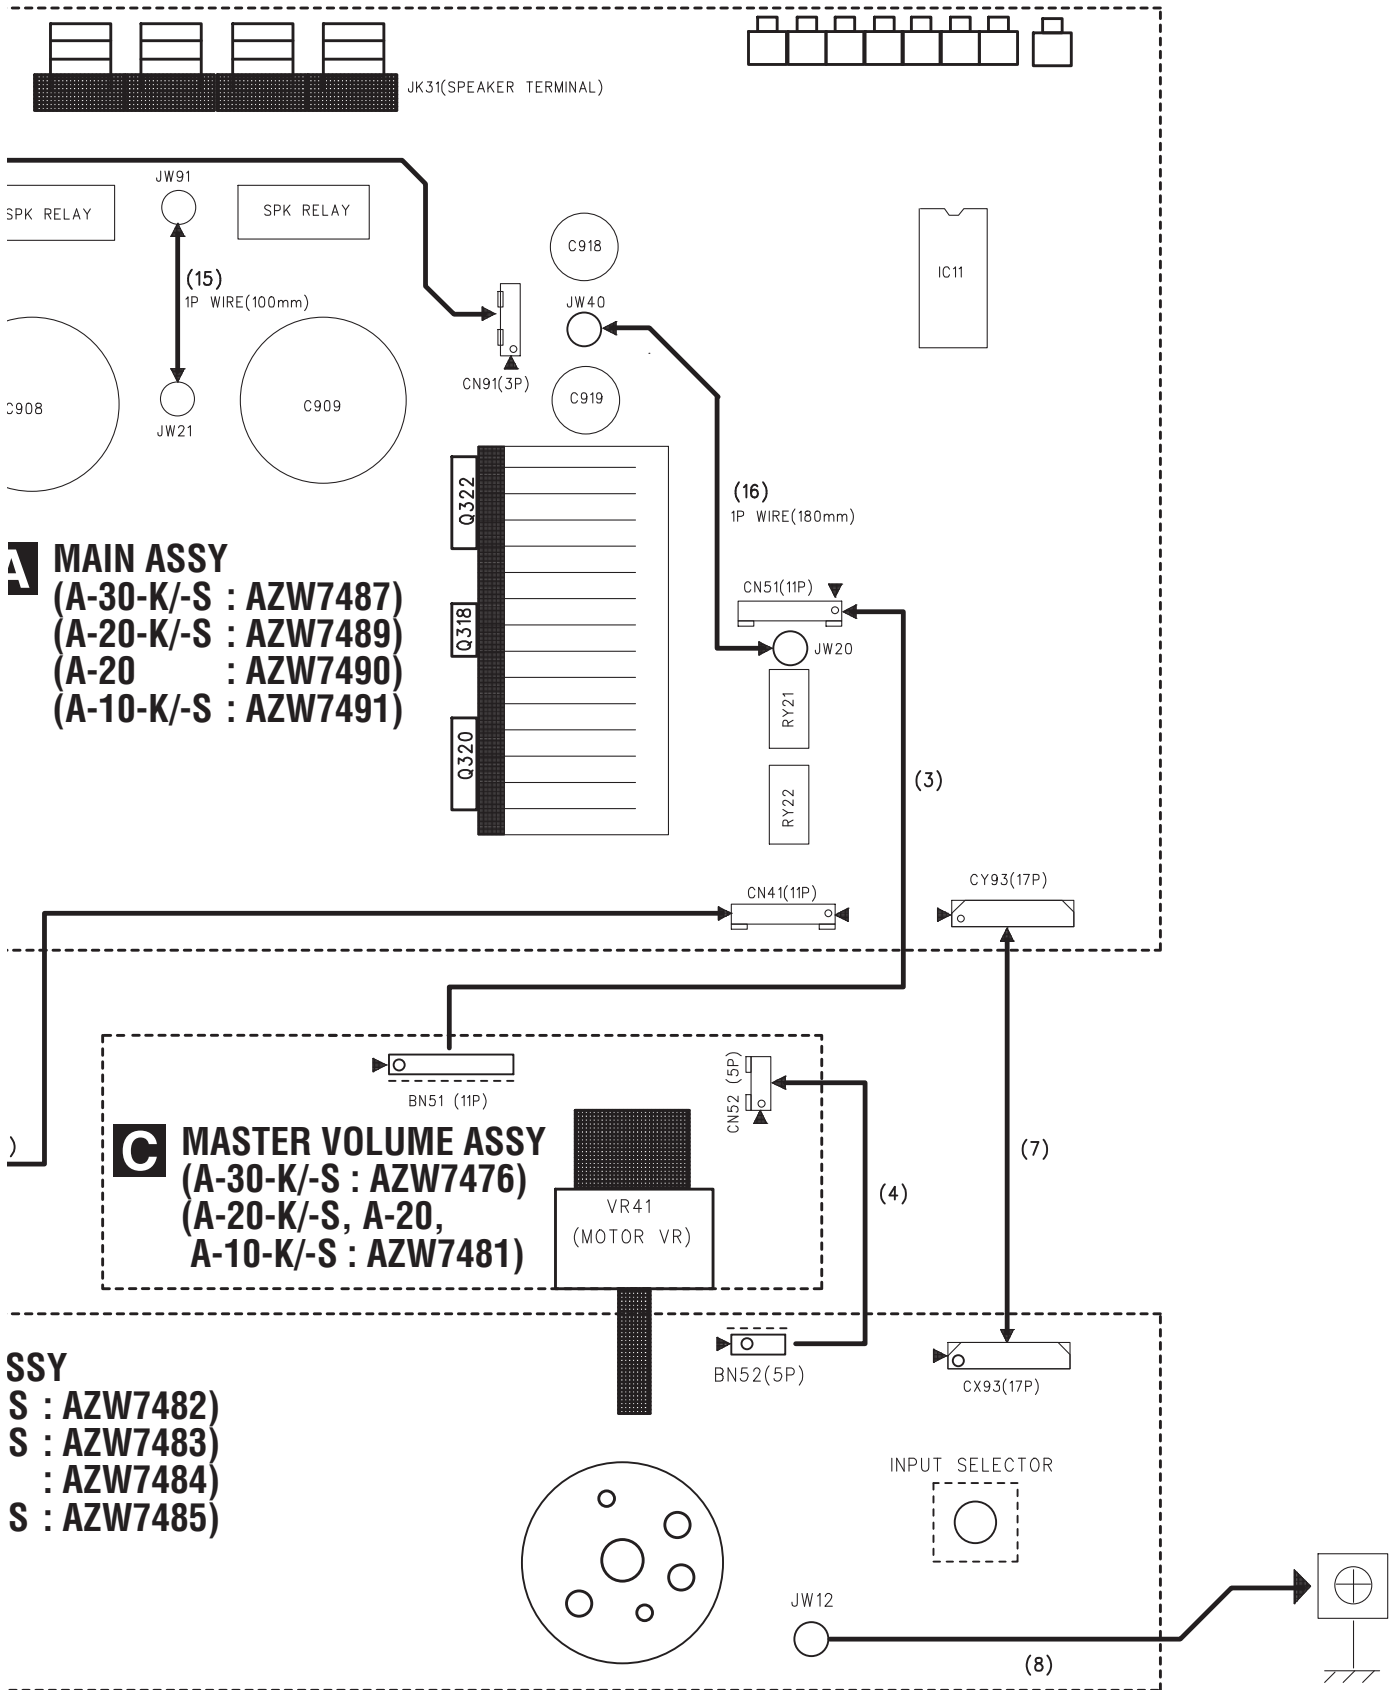 JK31(SPEAKER TERMINAL)
JW91
SPK RELAY
SPK RELAY
C918
IC11
(15)
1P WIRE(100mm)
JW40
CN91(3P)
C908
C909
C919
JW21
Q322
(16)
1P WIRE(180mm)
A MAIN ASSY
(A-30-K/-S : AZW7487)
(A-20-K/-S : AZW7489)
(A-20 : AZW7490)
(A-10-K/-S : AZW7491)
CN51(11P)
Q318
JW20
RY21
Q320
(3)
RY22
CN41(11P)
CY93(17P)
BN51 (11P)
CN52 (5P)
C MASTER VOLUME ASSY
(A-30-K/-S : AZW7476)
(A-20-K/-S, A-20,
A-10-K/-S : AZW7481)
)
(7)
(4)
VR41
(MOTOR VR)
BN52(5P)
CX93(17P)
SSY
S : AZW7482)
S : AZW7483)
: AZW7484)
S : AZW7485)
INPUT SELECTOR
JW12
(8)